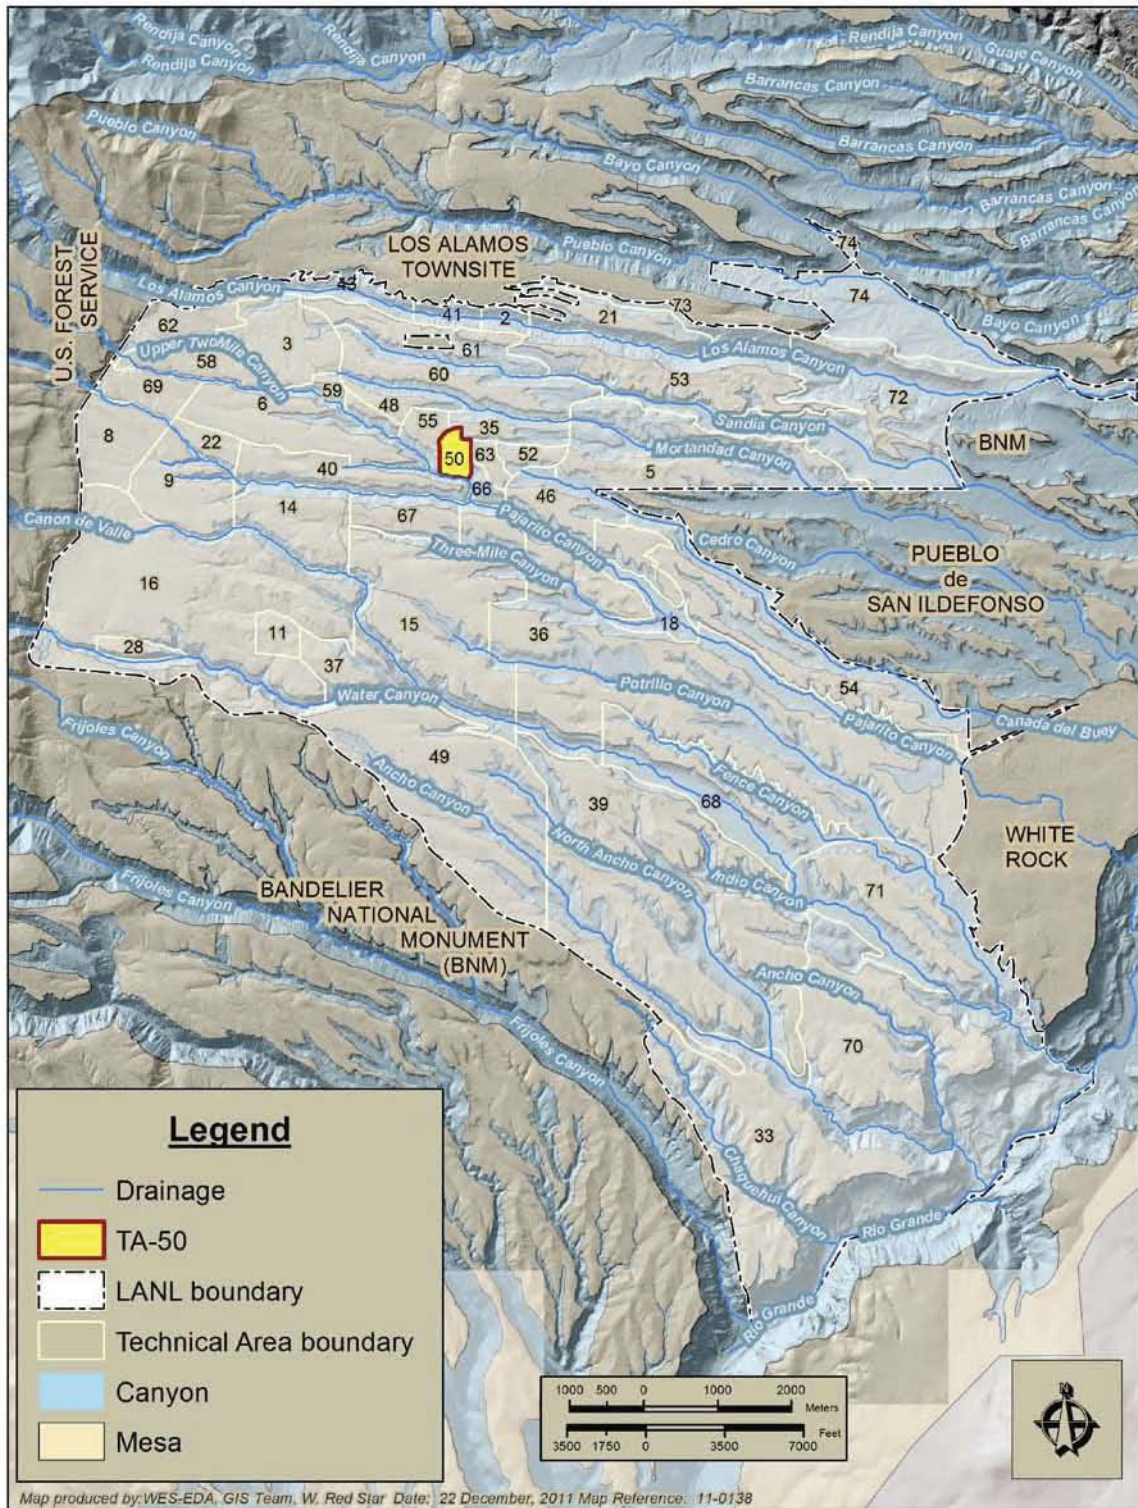 Rendija Canyon
Rendija Canyon
Rendija Canyon
Rendija Canyon
Rendija Canyon
Guaje Canyon
Barrancas Canyon
Barrancas Canyon
Barrancas Canyon
Barrancas Canyon
Pueblo Canyon
Bayo Canyon
Pueblo Canyon
Bayo Canyon
U.S. FOREST
SERVICE
LOS ALAMOS
TOWNSITE
74
74
43
Los Alamos Canyon
41
2
21
73
62
3
61
Los Alamos Canyon
Upper TwoMile Canyon
58
60
53
72
69
59
48
6
Sandia Canyon
8
22
55
35
Mortandad Canyon
BNM
50
63
52
5
9
40
66
46
14
67
Pajarito Canyon
Canon de Valle
Three-Mile Canyon
Cedro Canyon
PUEBLO
de
SAN ILDEFONSO
16
15
36
18
11
28
37
Water Canyon
Potrillo Canyon
54
Pajarito Canyon
Canada del Buey
Frijoles Canyon
49
Ancho Canyon
39
68
Fence Canyon
WHITE
ROCK
North Ancho Canyon
Indio Canyon
71
Frijoles Canyon
BANDELIER
NATIONAL
MONUMENT
(BNM)
Ancho Canyon
Frijoles Canyon
70
33
Chaquehui Canyon
Rio Grande
Rio Grande
Legend
Drainage
TA-50
LANL boundary
Technical Area boundary
Canyon
Mesa
1000 500 0 1000 2000
Meters
Feet
3500 1750 0 3500 7000
N
Map produced by:WES-EDA, GIS Team, W. Red Star Date: 22 December, 2011 Map Reference: 11-0138